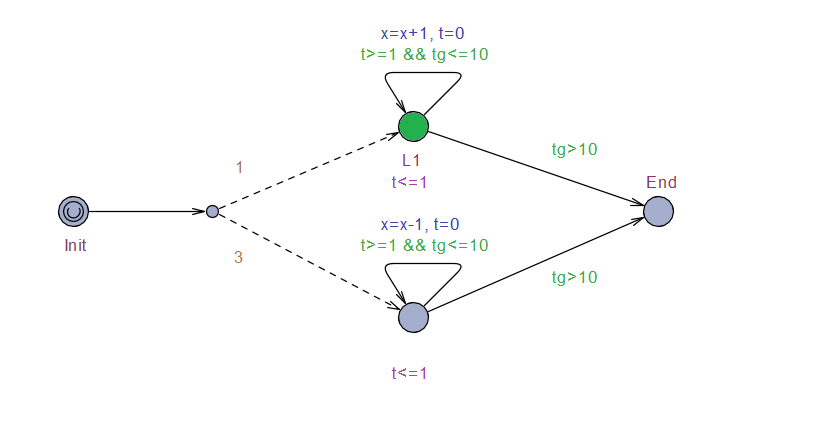 x=x+1, t=0
t>=1 && tg<=10
1
L1
t<=1
tg>10
End
Init
x=x-1, t=0
t>=1 && tg<=10
3
tg>10
t<=1